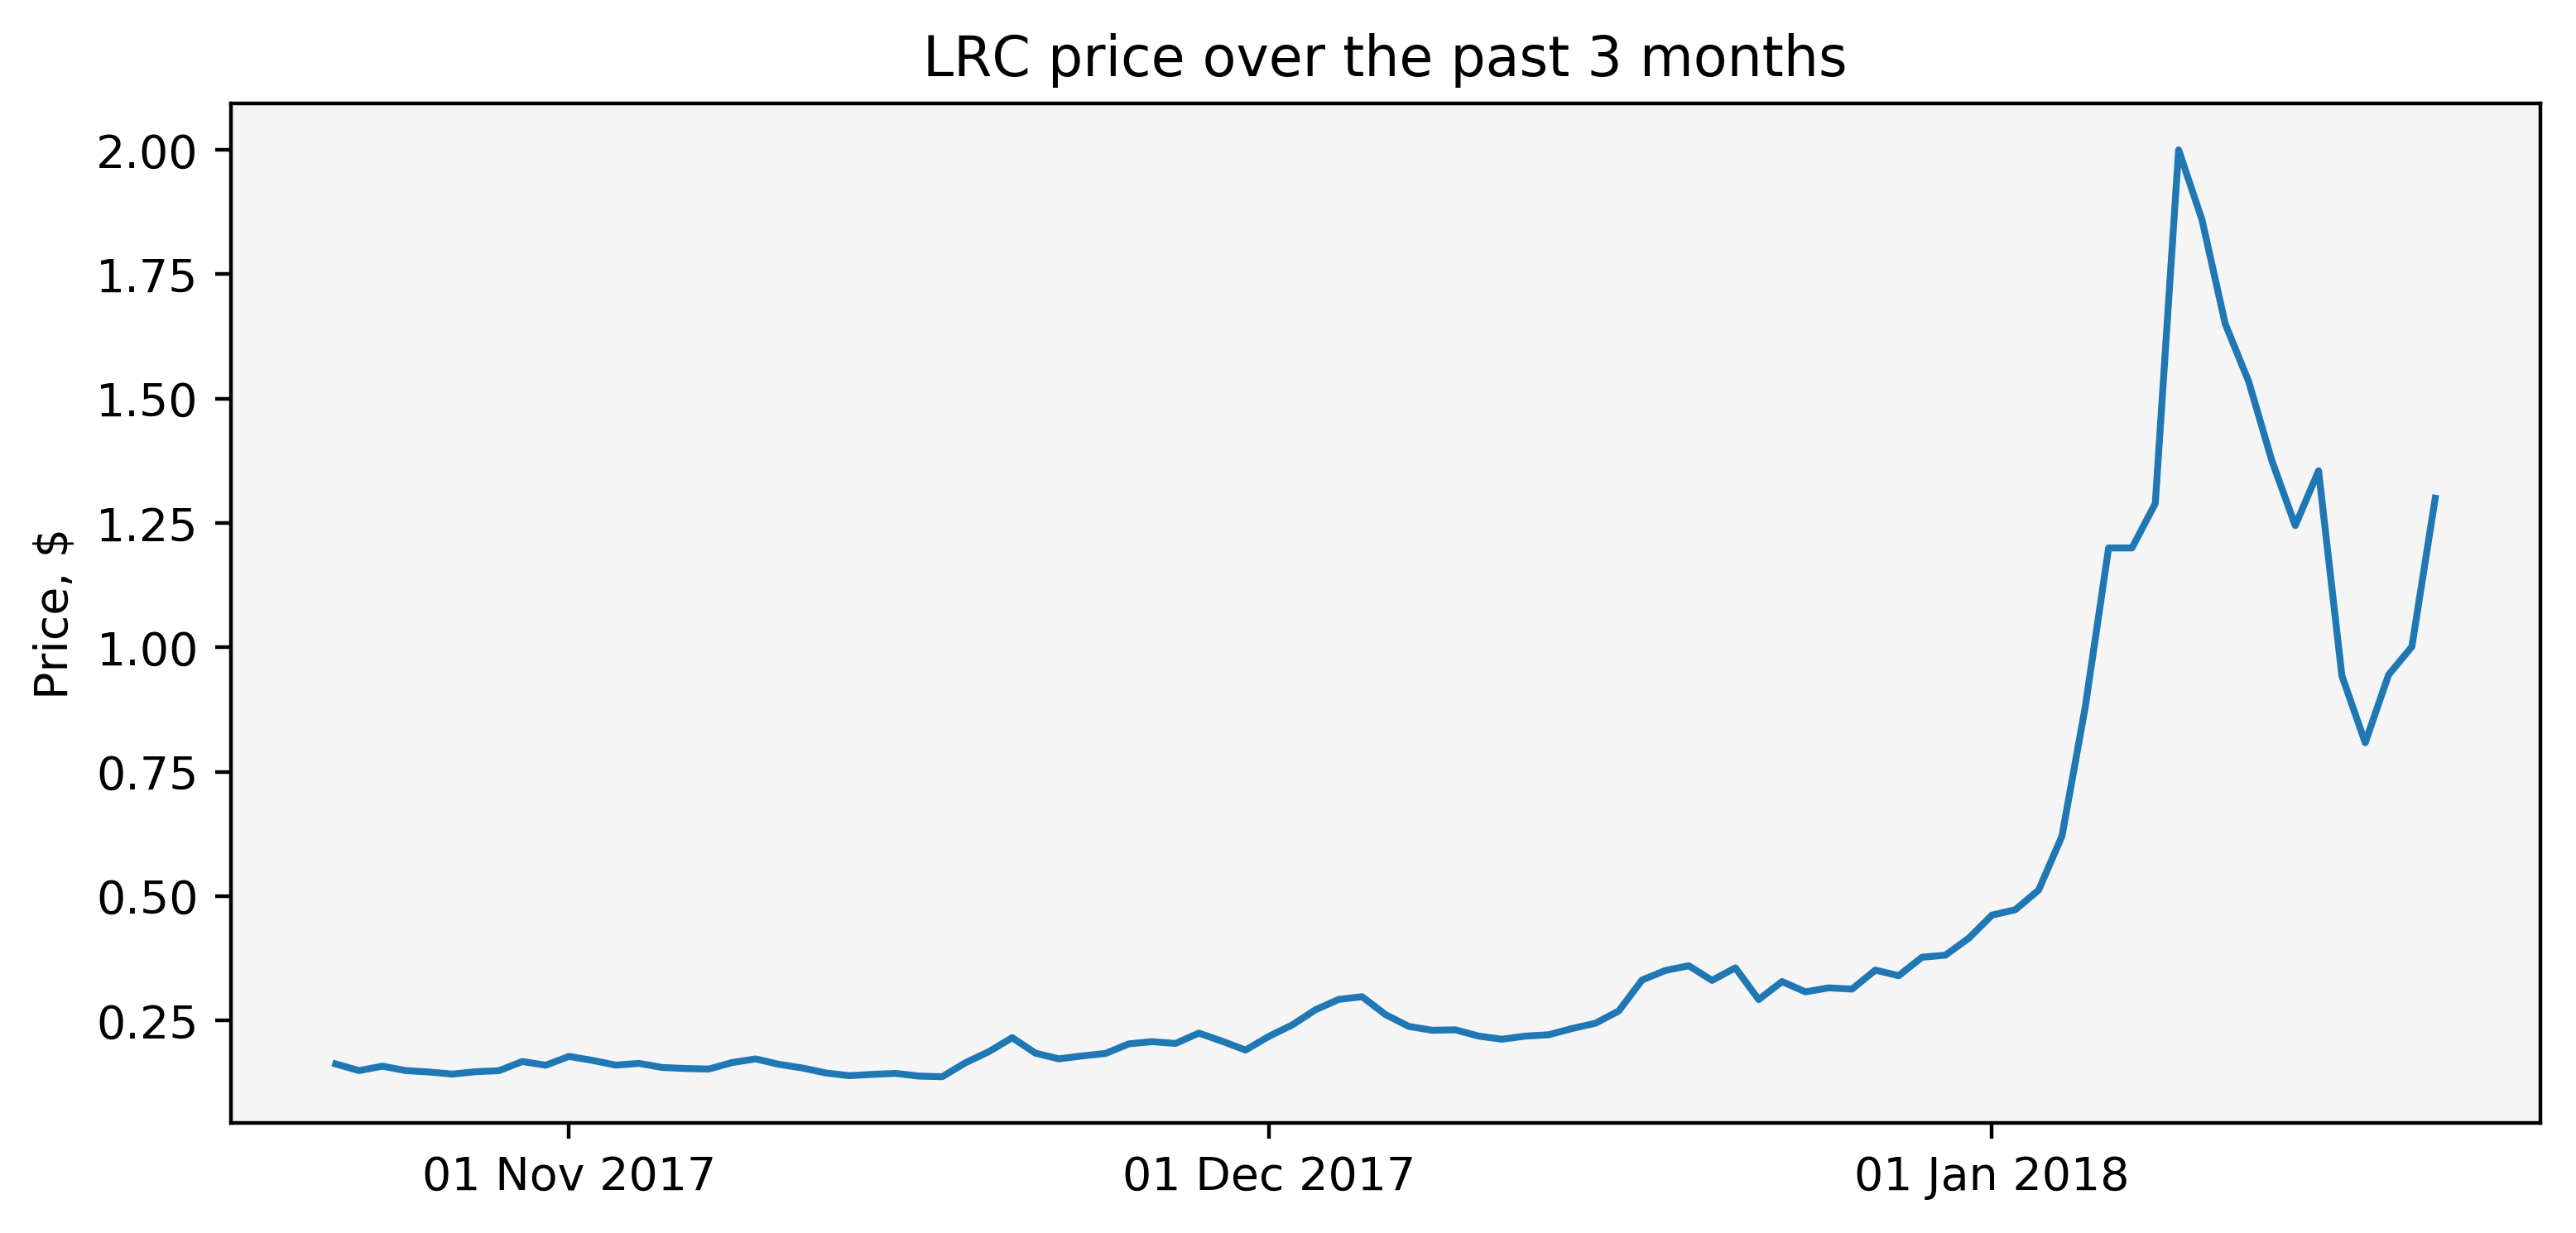 LRC price over the past 3 months
Price, $
2.00
1.75
1.50
1.25
1.00
0.75
0.50
0.25
01 Nov 2017
01 Dec 2017
01 Jan 2018